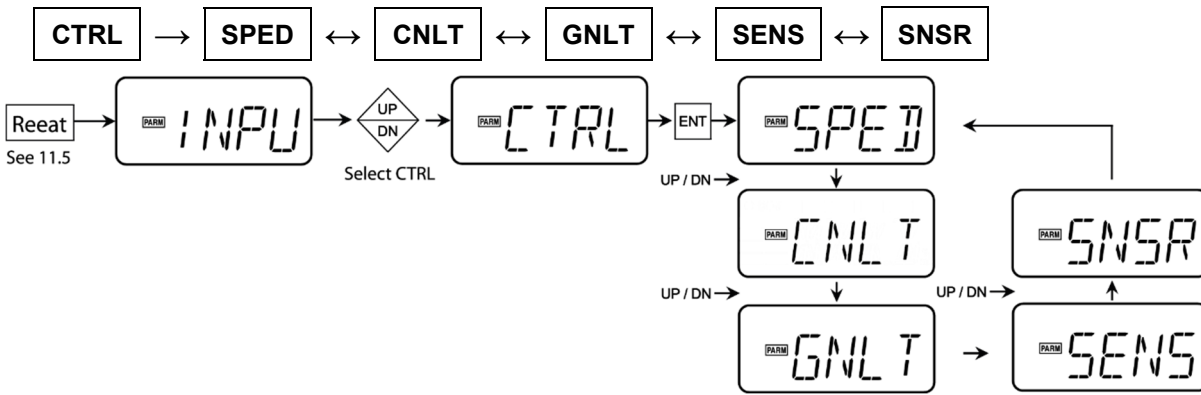 CTRL → SPED ↔ CNLT ↔ GNLT ↔ SENS ↔ SNSR
Reeat
See 11.5
PARM INPU
UP
DN
Select CTRL
PARM CTRL
ENT
PARM SPED
UP / DN
PARM CNLT
UP / DN
PARM GNLT
PARM SENS
UP / DN
PARM SNSR